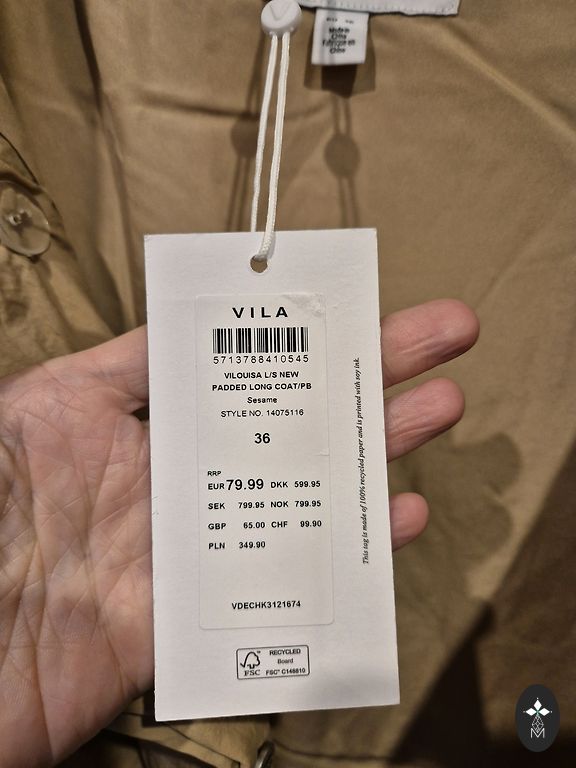 Made in
China
Fabriqué en
Chine
VILA
5713788410545
VILOUISA L/S NEW
PADDED LONG COAT/PB
Sesame
STYLE NO. 14075116
36
RRP
EUR 79.99 DKK 599.95
SEK 799.95 NOK 799.95
GBP 65.00 CHF 99.90
PLN 349.90
VDECHK3121674
This tag is made of 100% recycled paper and is printed with soy ink.
FSC
RECYCLED
Board
FSC® C146810
M